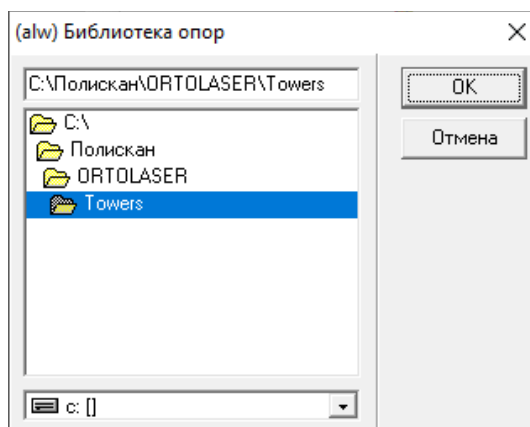 (alw) Библиотека опор
C:\Полискан\ORTOLASER\Towers
OK
C:\
Полискан
Отмена
ORTOLASER
Towers
c: []